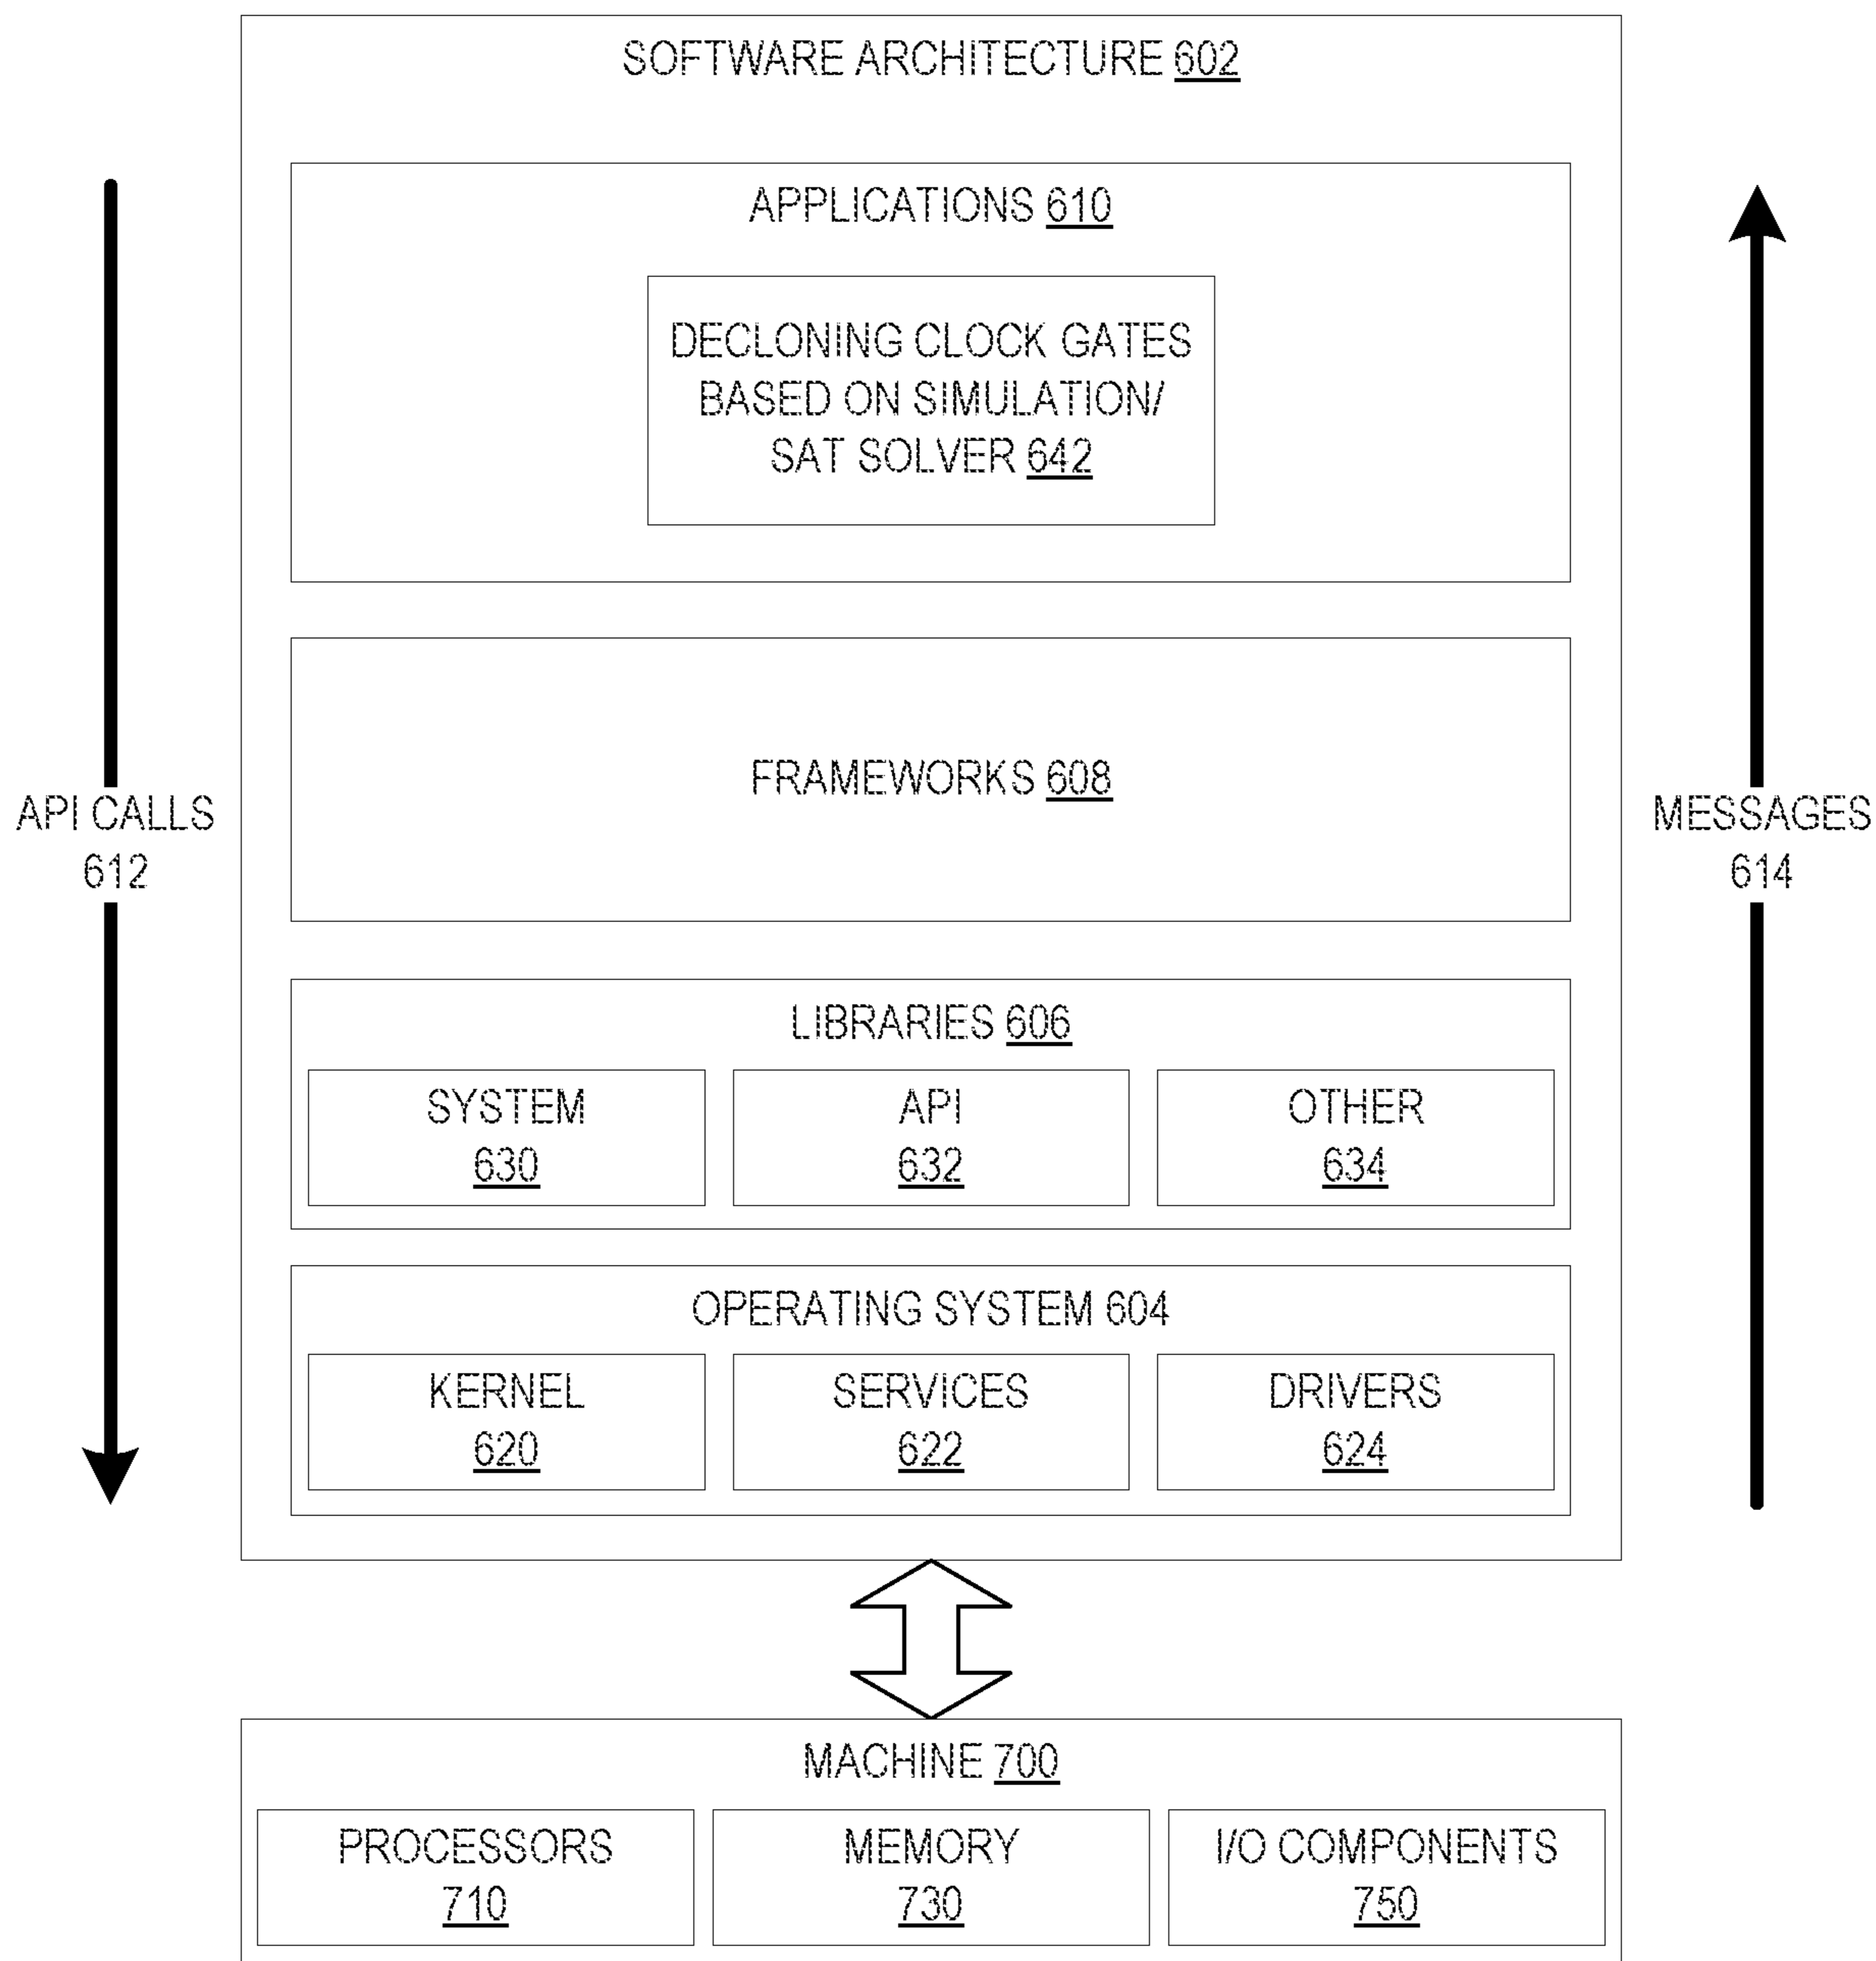 SOFTWARE ARCHITECTURE 602
APPLICATIONS 610
DECLONING CLOCK GATES
BASED ON SIMULATION/
SAT SOLVER 642
FRAMEWORKS 608
API CALLS
612
MESSAGES
614
LIBRARIES 606
SYSTEM
630
API
632
OTHER
634
OPERATING SYSTEM 604
KERNEL
620
SERVICES
622
DRIVERS
624
MACHINE 700
PROCESSORS
710
MEMORY
730
I/O COMPONENTS
750